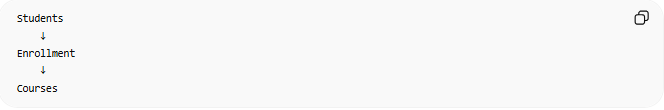 Students
↓
Enrollment
↓
Courses